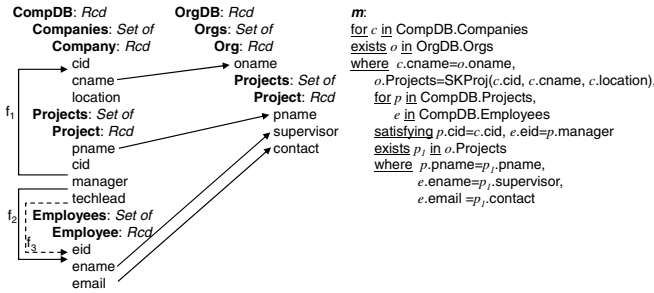 CompDB: Rcd
Companies: Set of
Company: Rcd
cid
cname
location
Projects: Set of
Project: Rcd
pname
cid
manager
techlead
Employees: Set of
Employee: Rcd
eid
ename
email
f1
f2
f3
OrgDB: Rcd
Orgs: Set of
Org: Rcd
oname
Projects: Set of
Project: Rcd
pname
supervisor
contact
m:
for c in CompDB.Companies
exists o in OrgDB.Orgs
where c.cname=o.oname,
o.Projects=SKProj(c.cid, c.cname, c.location),
for p in CompDB.Projects,
e in CompDB.Employees
satisfying p.cid=c.cid, e.eid=p.manager
exists p1 in o.Projects
where p.pname=p1.pname,
e.ename=p1.supervisor,
e.email =p1.contact